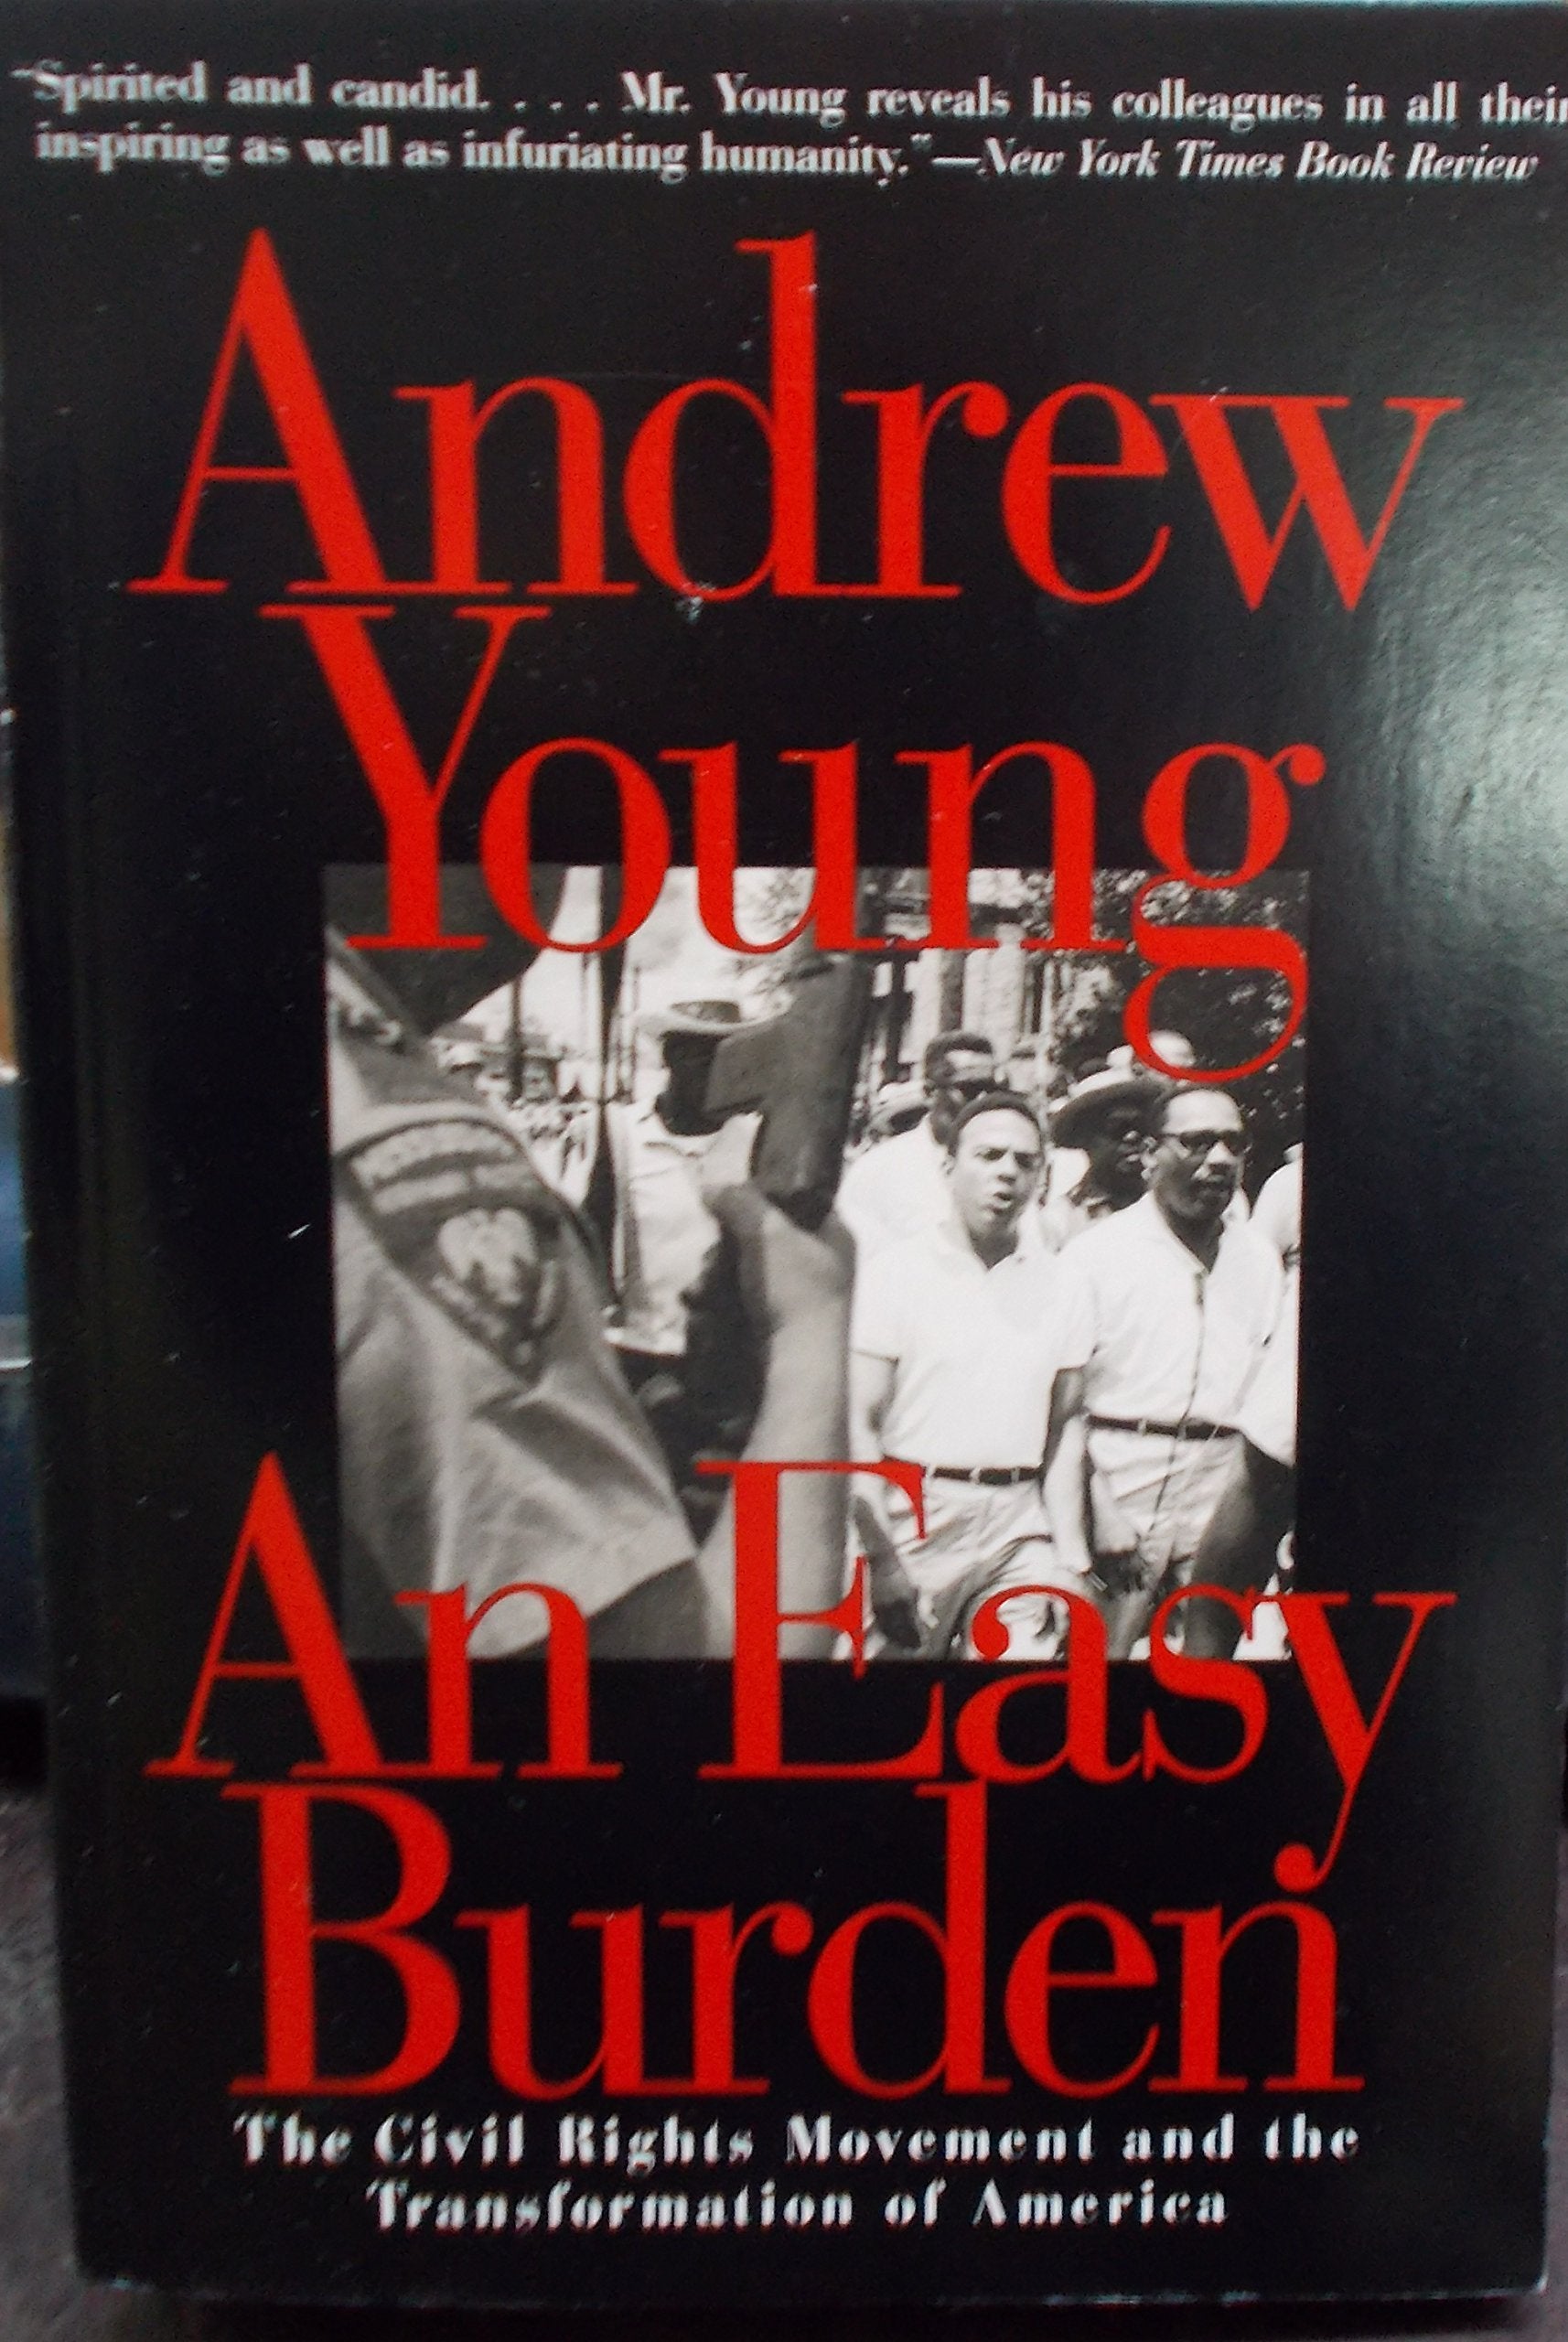 "Spirited and candid. . . . Mr. Young reveals his colleagues in all their
inspiring as well as infuriating humanity."—New York Times Book Review
Andrew
Young
An Easy
Burden
The Civil Rights Movement and the
Transformation of America